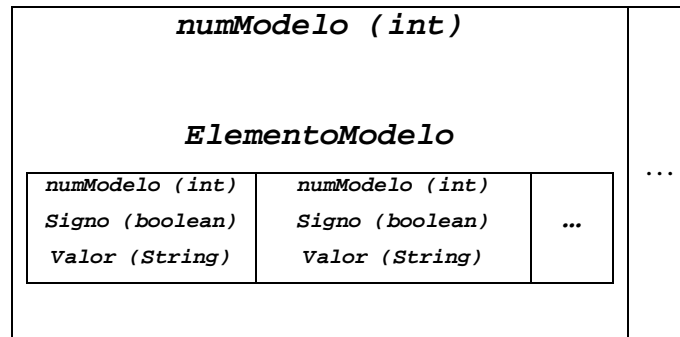 numModelo (int)
ElementoModelo
...
numModelo (int) numModelo (int)
Signo (boolean) Signo (boolean) ...
Valor (String) Valor (String)